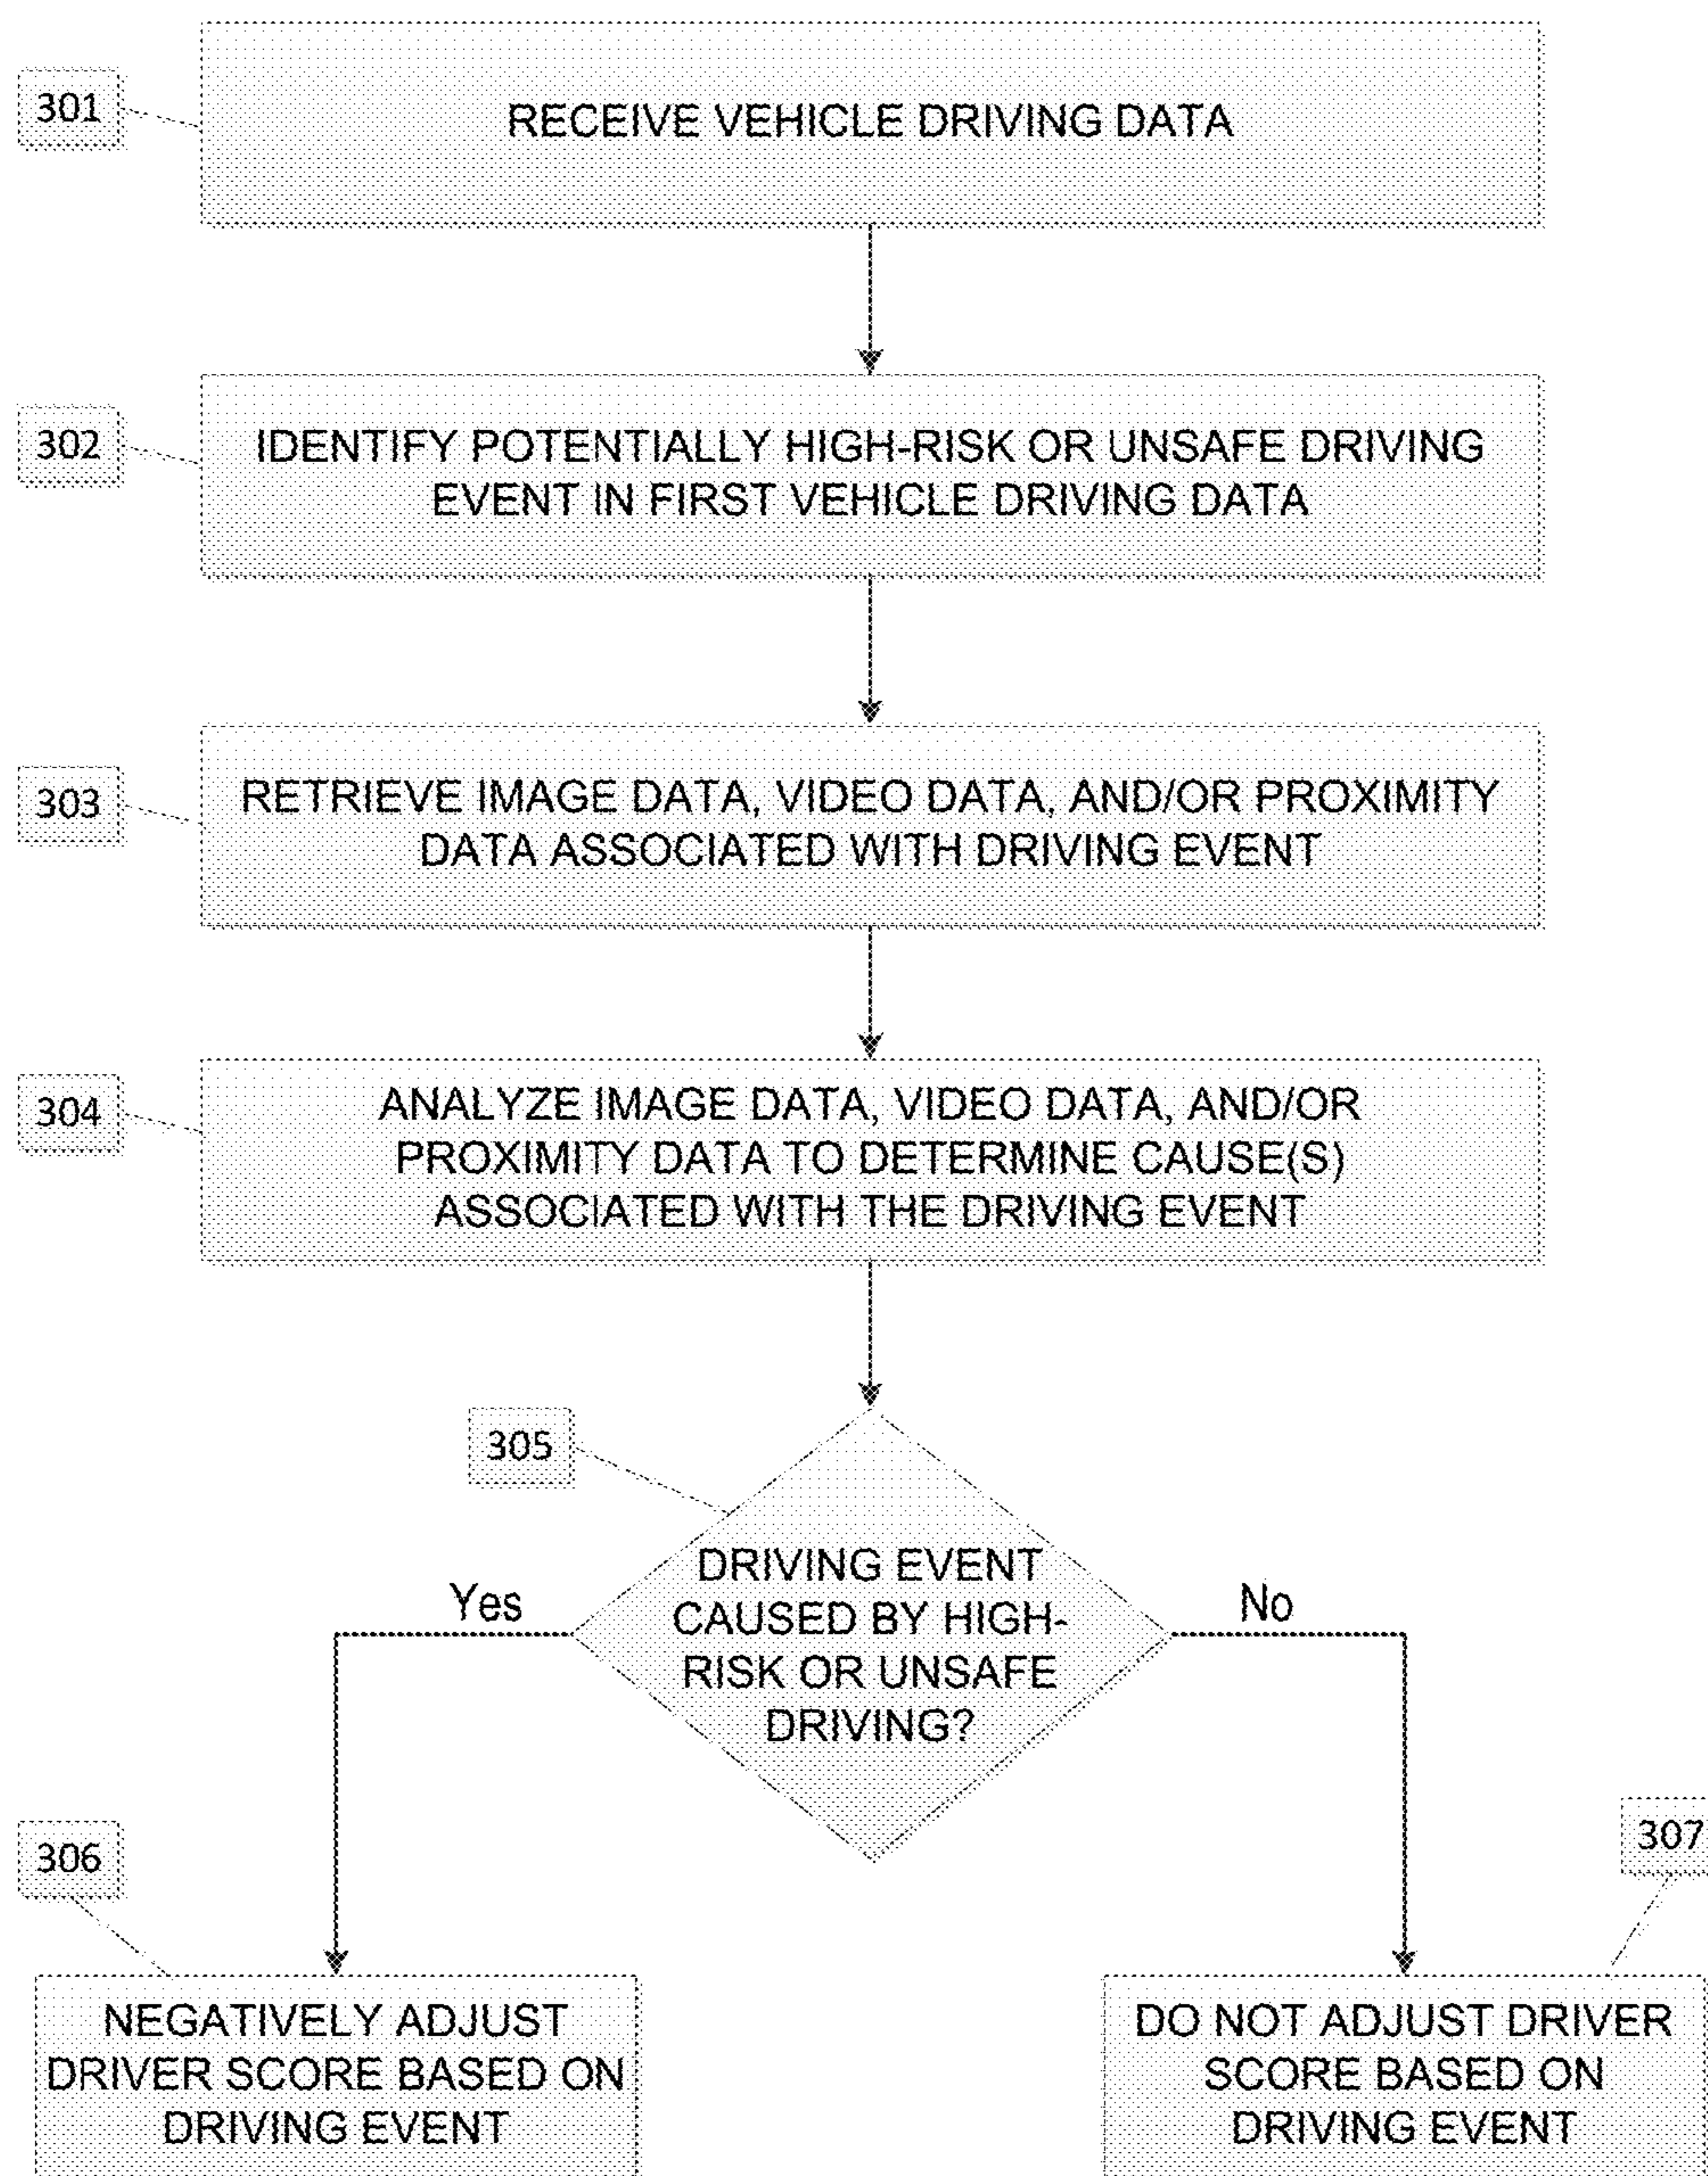 301
RECEIVE VEHICLE DRIVING DATA
302
IDENTIFY POTENTIALLY HIGH-RISK OR UNSAFE DRIVING
EVENT IN FIRST VEHICLE DRIVING DATA
303
RETRIEVE IMAGE DATA, VIDEO DATA, AND/OR PROXIMITY
DATA ASSOCIATED WITH DRIVING EVENT
304
ANALYZE IMAGE DATA, VIDEO DATA, AND/OR
PROXIMITY DATA TO DETERMINE CAUSE(S)
ASSOCIATED WITH THE DRIVING EVENT
305
DRIVING EVENT
CAUSED BY HIGH-
RISK OR UNSAFE
DRIVING?
Yes
No
306
NEGATIVELY ADJUST
DRIVER SCORE BASED ON
DRIVING EVENT
307
DO NOT ADJUST DRIVER
SCORE BASED ON
DRIVING EVENT